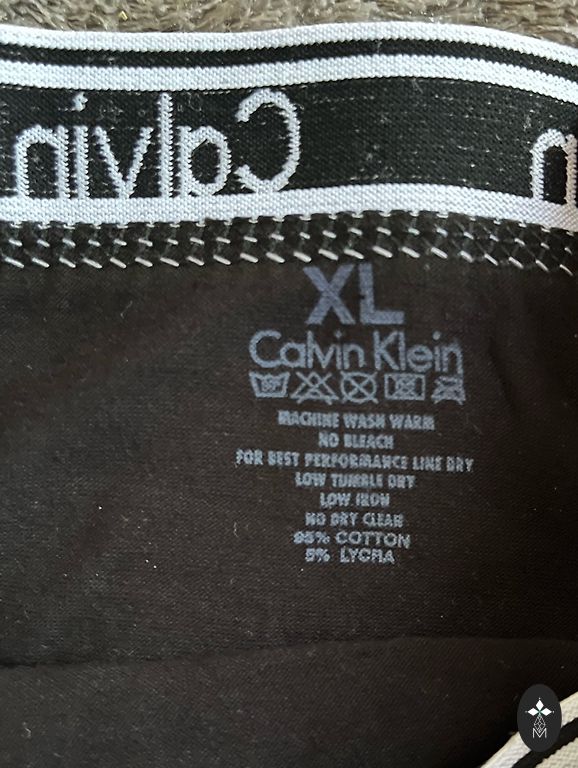 Calvin
XL
Calvin Klein
MACHINE WASH WARM
NO BLEACH
FOR BEST PERFORMANCE LINE DRY
LOW TUMBLE DRY
LOW IRON
NO DRY CLEAN
95% COTTON
5% LYCRA
M